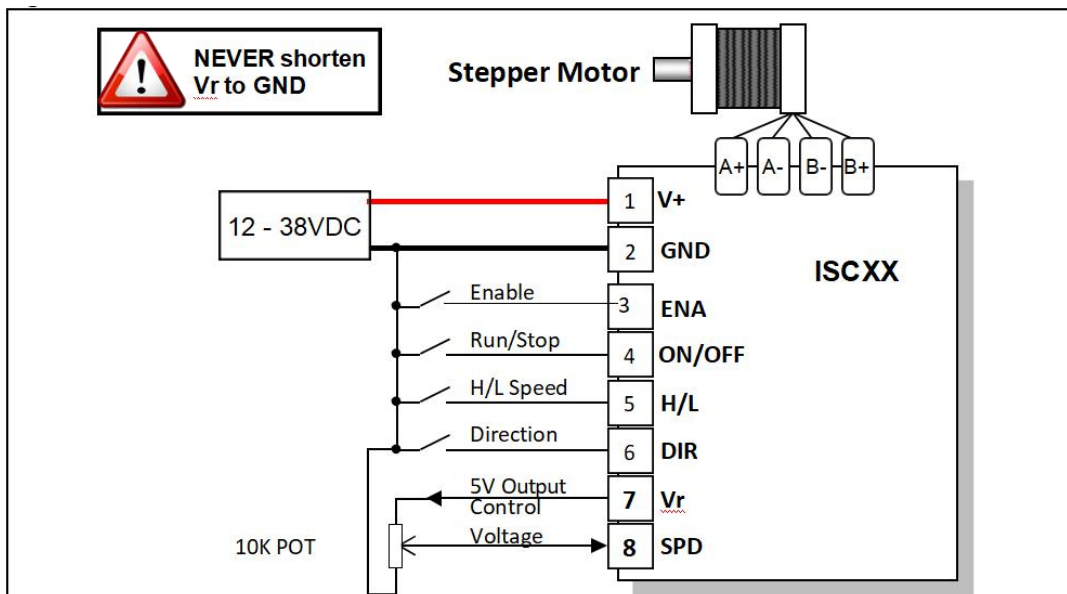 NEVER shorten
Vr to GND
Stepper Motor
A+ A- B- B+
12 - 38VDC
1 V+
2 GND
ISCXX
Enable 3 ENA
Run/Stop 4 ON/OFF
H/L Speed 5 H/L
Direction 6 DIR
5V Output 7 Vr
Control
Voltage 8 SPD
10K POT